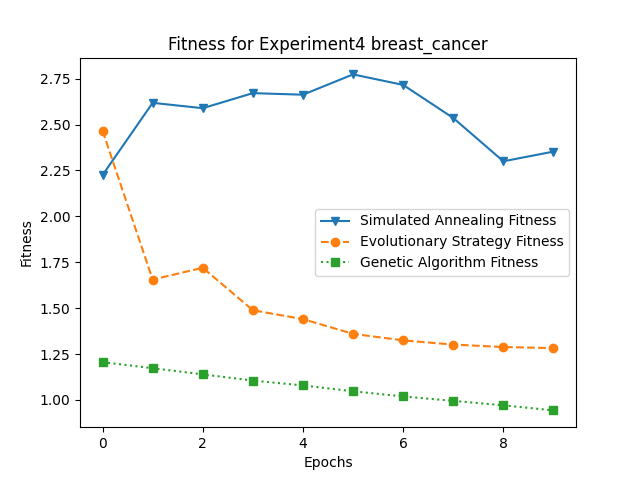 Fitness for Experiment4 breast_cancer
Fitness
2.75
2.50
2.25
2.00
1.75
1.50
1.25
1.00
Simulated Annealing Fitness
Evolutionary Strategy Fitness
Genetic Algorithm Fitness
0 2 4 6 8
Epochs